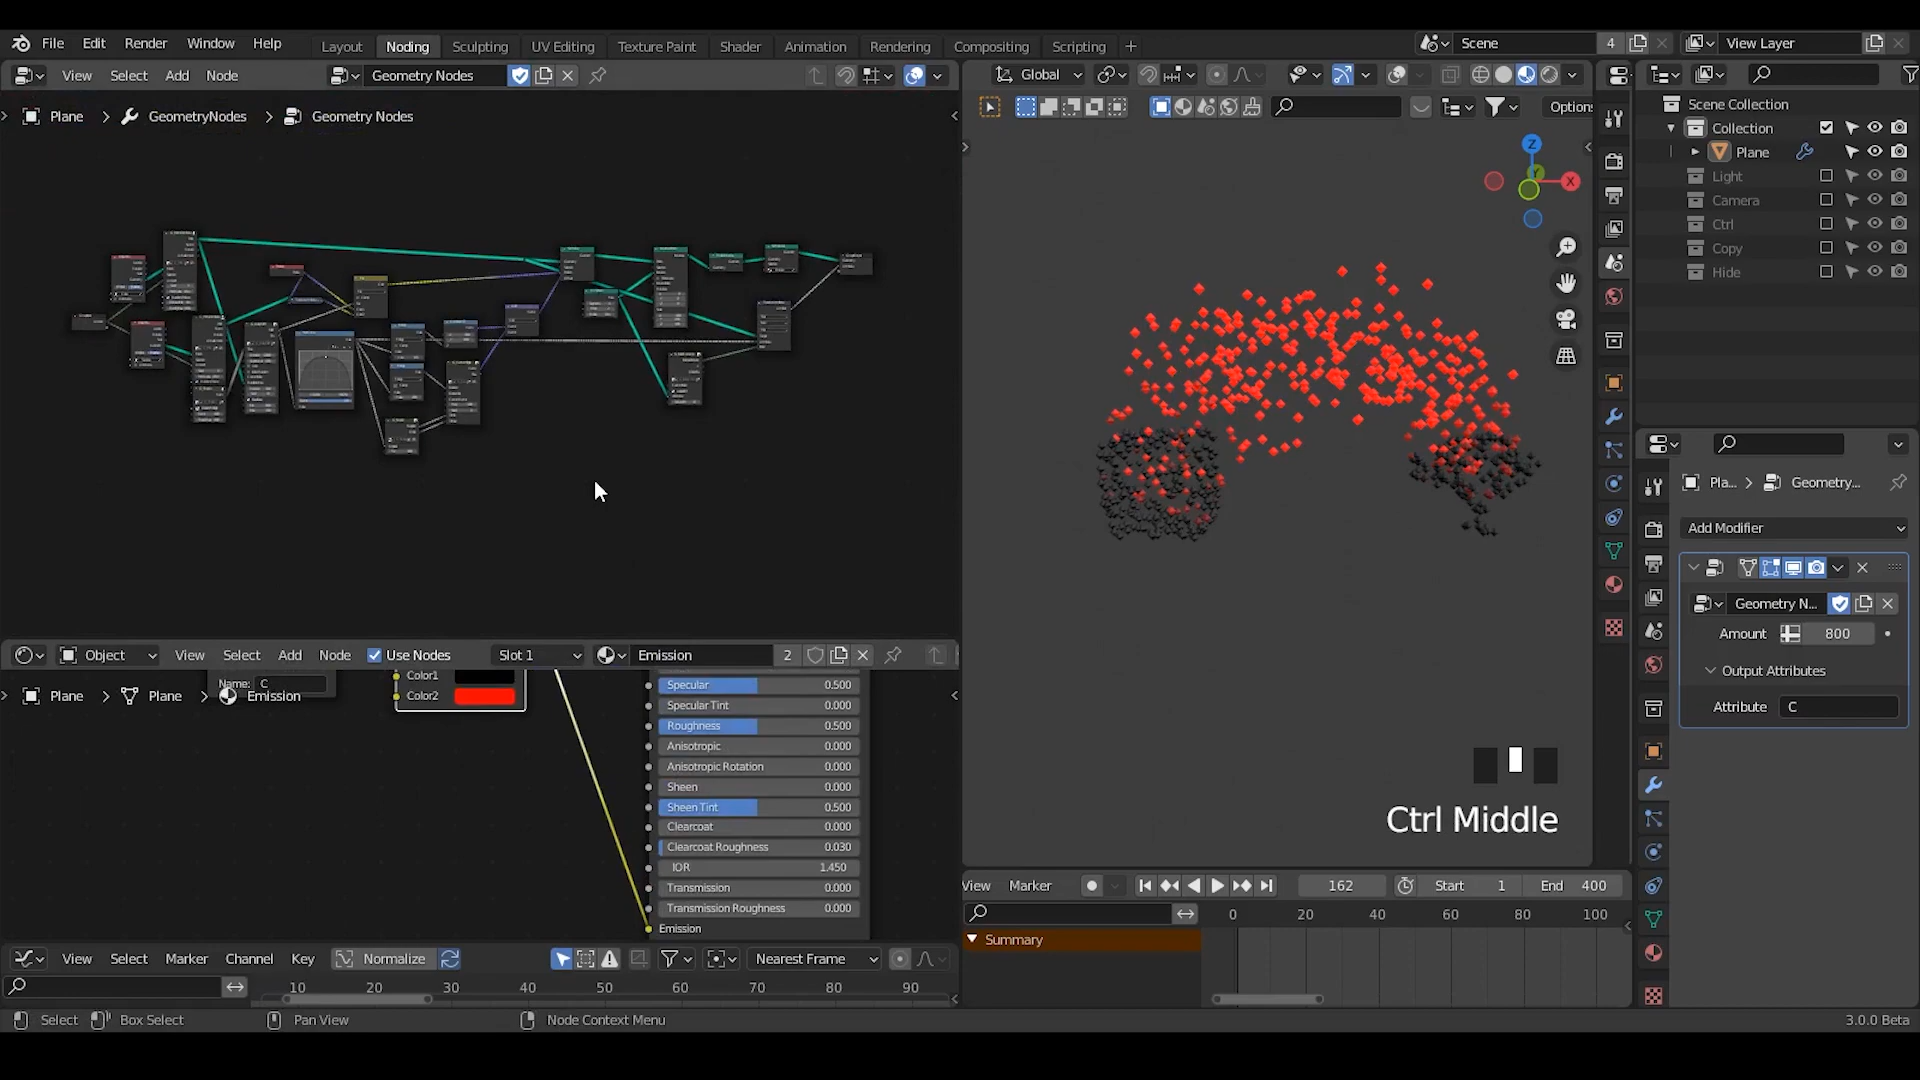 File Edit Render Window Help Layout Noding Sculpting UV Editing Texture Paint Shader Animation Rendering Compositing Scripting + Scene 4 View Layer
View Select Add Node Geometry Nodes Global
Plane > GeometryNodes > Geometry Nodes Options
Scene Collection
Collection
Plane
Light
Camera
Ctrl
Copy
Hide
Z
X
Pla... > Geometry...
Add Modifier
Geometry N...
Amount 800
Output Attributes
Attribute C
Ctrl Middle
Object View Select Add Node Use Nodes Slot 1 Emission 2
Name: C
Plane > Plane > Emission
Color1
Color2
Specular 0.500
Specular Tint 0.000
Roughness 0.500
Anisotropic 0.000
Anisotropic Rotation 0.000
Sheen 0.000
Sheen Tint 0.500
Clearcoat 0.000
Clearcoat Roughness 0.030
IOR 1.450
Transmission 0.000
Transmission Roughness 0.000
Emission
View Marker 162 Start 1 End 400
0 20 40 60 80 100
Summary
View Select Marker Channel Key Normalize Nearest Frame
10 20 30 40 50 60 70 80 90
Select Box Select Pan View Node Context Menu 3.0.0 Beta